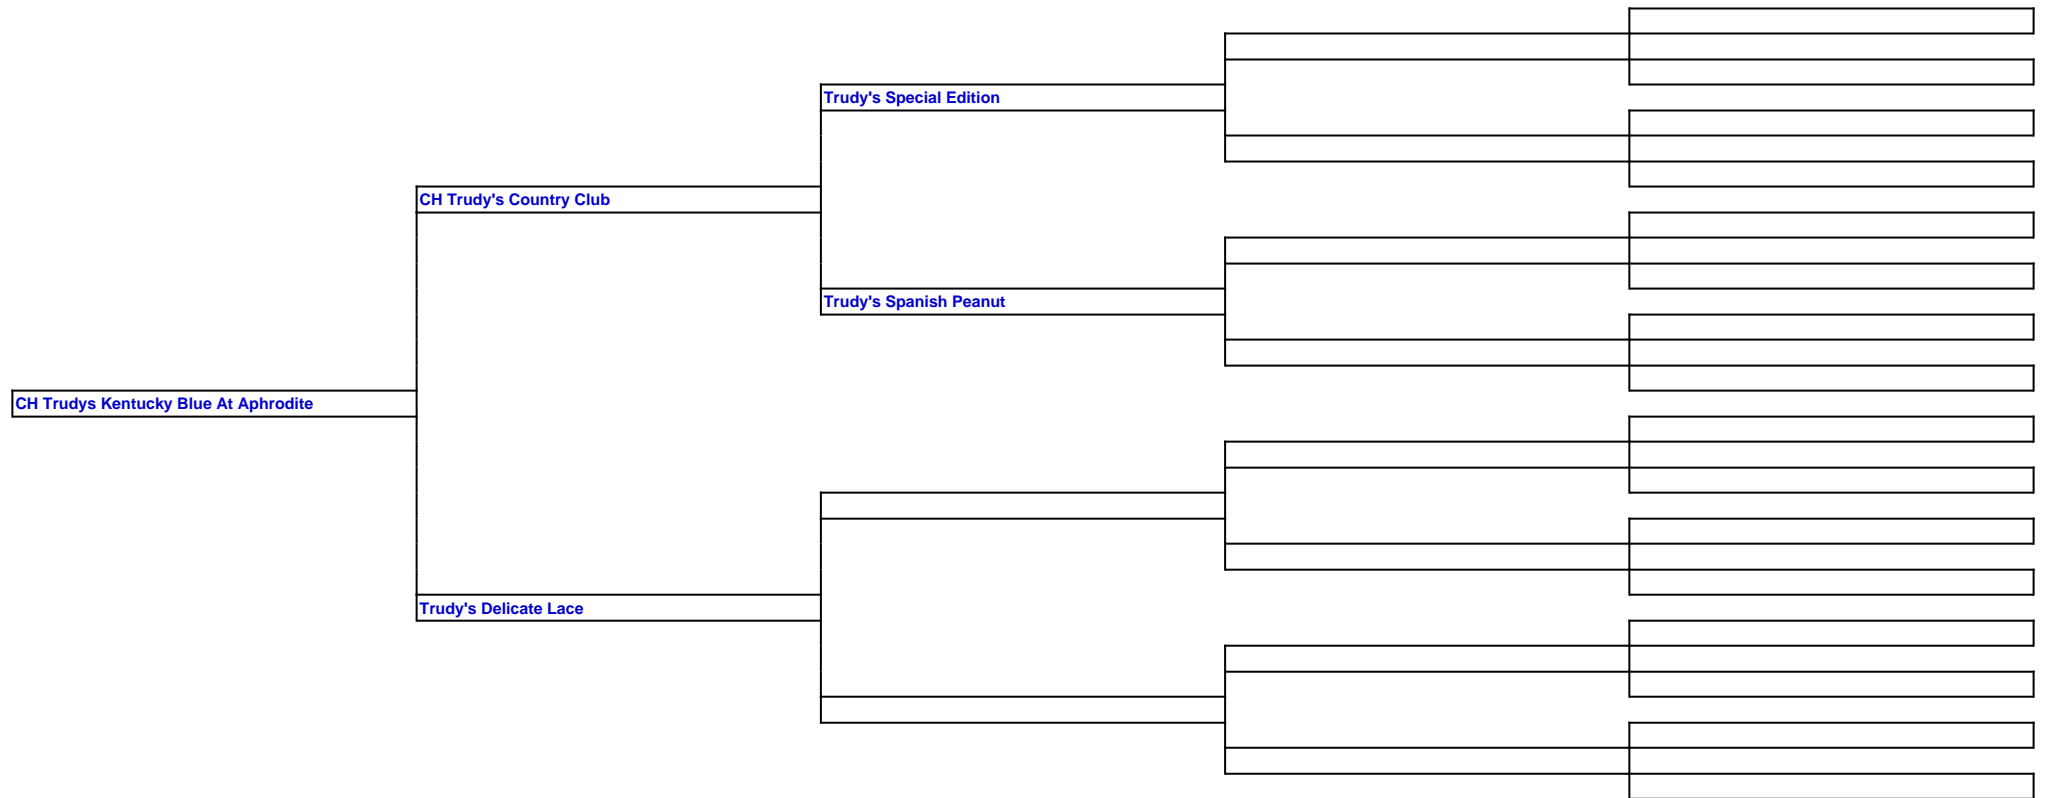 Trudy's Special Edition
CH Trudy's Country Club
Trudy's Spanish Peanut
CH Trudys Kentucky Blue At Aphrodite
Trudy's Delicate Lace